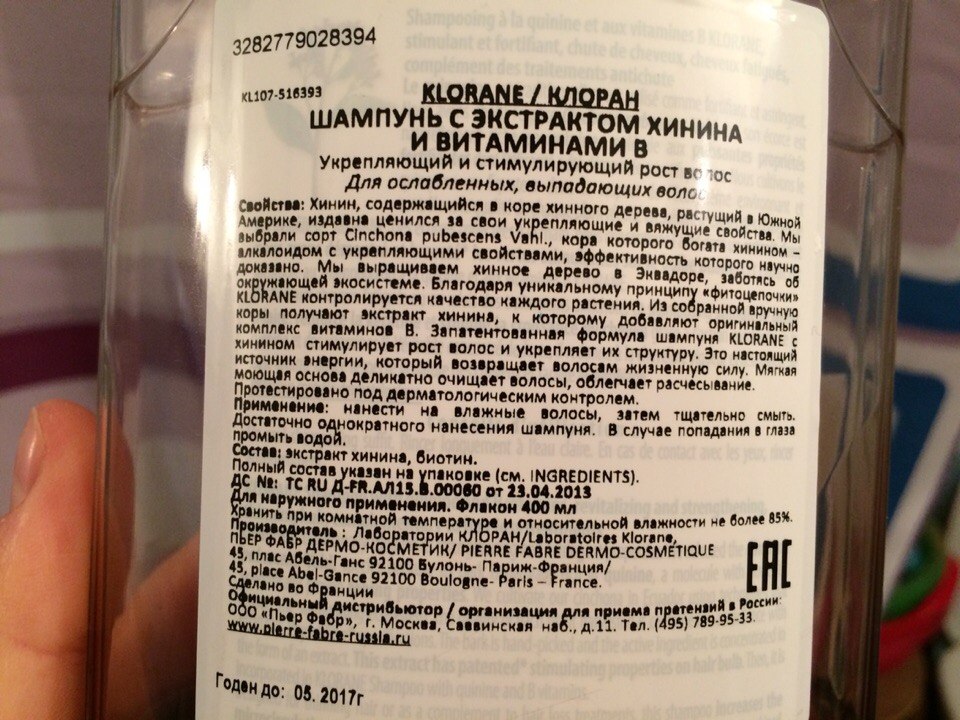 3282779028394
KL107-516393
KLORANE / КЛОРАН
ШАМПУНЬ С ЭКСТРАКТОМ ХИНИНА
И ВИТАМИНАМИ В
Укрепляющий и стимулирующий рост волос
Для ослабленных, выпадающих волос
Свойства: Хинин, содержащийся в коре хинного дерева, растущий в Южной
Америке, издавна ценился за свои укрепляющие и вяжущие свойства. Мы
выбрали сорт Cinchona pubescens Vahl., кора которого богата хинином –
алкалоидом с укрепляющими свойствами, эффективность которого научно
доказано. Мы выращиваем хинное дерево в Эквадоре, заботясь об
окружающей экосистеме. Благодаря уникальному принципу «фитоцепочки»
KLORANE контролируется качество каждого растения. Из собранной вручную
коры получают экстракт хинина, к которому добавляют оригинальный
комплекс витаминов В. Запатентованная формула шампуня KLORANE с
хинином стимулирует рост волос и укрепляет их структуру. Это настоящий
источник энергии, который возвращает волосам жизненную силу. Мягкая
моющая основа деликатно очищает волосы, облегчает расчесывание.
Протестировано под дерматологическим контролем.
Применение: нанести на влажные волосы, затем тщательно смыть.
Достаточно однократного нанесения шампуня. В случае попадания в глаза
промыть водой.
Состав: экстракт хинина, биотин.
Полный состав указан на упаковке (см. INGREDIENTS).
ДС №: TC RU Д-FR.АЛ15.В.00060 от 23.04.2013
Для наружного применения. Флакон 400 мл
Хранить при комнатной температуре и относительной влажности не более 85%.
Производитель : Лаборатории КЛОРАН/Laboratoires Klorane,
ПЬЕР ФАБР ДЕРМО-КОСМЕТИК/ PIERRE FABRE DERMO-COSMETIQUE
45, плас Абель-Ганс 92100 Булонь- Париж-Франция/
45, place Abel-Gance 92100 Boulogne- Paris – France.
Сделано во Франции
EAC
Официальный дистрибьютор / организация для приема претензий в России:
ООО «Пьер Фабр», г. Москва, Саввинская наб., д.11. Тел. (495) 789-95-33.
www.pierre-fabre-russia.ru
Годен до: 05. 2017г